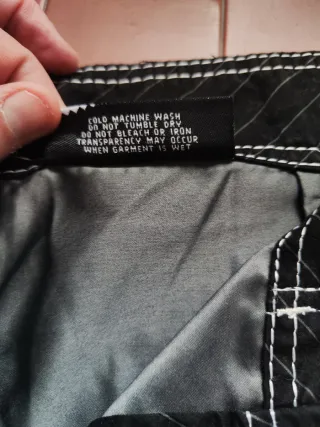 COLD MACHINE WASH
DO NOT TUMBLE DRY
DO NOT BLEACH OR IRON
TRANSPARENCY MAY OCCUR
WHEN GARMENT IS WET